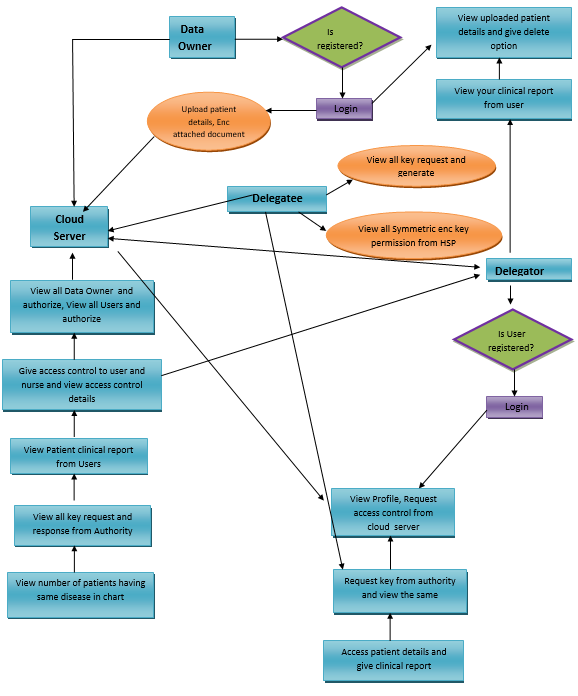 Data
Owner
Is
registered?
View uploaded patient
details and give delete
option
View your clinical report
from user
Login
Upload patient
details, Enc
attached document
View all key request and
generate
Delegatee
View all Symmetric enc key
permission from HSP
Cloud
Server
Delegator
View all Data Owner and
authorize, View all Users and
authorize
Is User
registered?
Give access control to user and
nurse and view access control
details
Login
View Patient clinical report
from Users
View Profile, Request
access control from
cloud server
View all key request and
response from Authority
View number of patients having
same disease in chart
Request key from authority
and view the same
Access patient details and
give clinical report